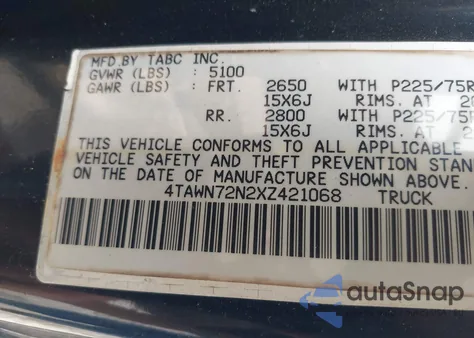 MFD.BY TABC INC.
GVWR (LBS) : 5100
GAWR (LBS) : FRT. 2650 WITH P225/75R
15X6J RIMS. AT
RR. 2800 WITH P225/75R
15X6J RIMS. AT
THIS VEHICLE CONFORMS TO ALL APPLICABLE
VEHICLE SAFETY AND THEFT PREVENTION STAN
ON THE DATE OF MANUFACTURE SHOWN ABOVE.
4TAWN72N2XZ421068 TRUCK
autoSnap